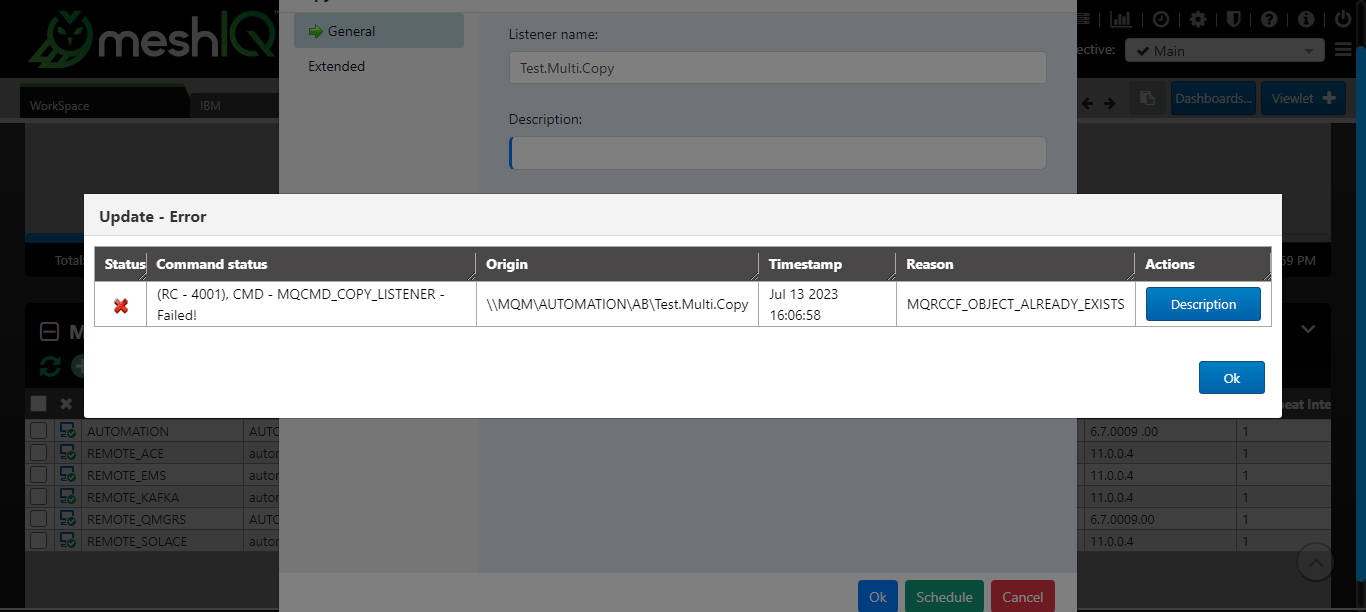 meshIQ
General
Extended
Listener name:
Test.Multi.Copy
Description:
ective:
Main
WorkSpace
IBM
Dashboards...
Viewlet
Update - Error
Status
Command status
Origin
Timestamp
Reason
Actions
(RC - 4001), CMD - MQCMD_COPY_LISTENER -
Failed!
\\MQM\AUTOMATION\AB\Test.Multi.Copy
Jul 13 2023
16:06:58
MQRCCF_OBJECT_ALREADY_EXISTS
Description
Ok
Total
59 PM
M
eat Inte
AUTOMATION
AUTO
6.7.0009 .00
1
REMOTE_ACE
autor
11.0.0.4
1
REMOTE_EMS
autor
11.0.0.4
1
REMOTE_KAFKA
autor
11.0.0.4
1
REMOTE_QMGRS
AUTO
6.7.0009.00
1
REMOTE_SOLACE
autor
11.0.0.4
1
Ok
Schedule
Cancel